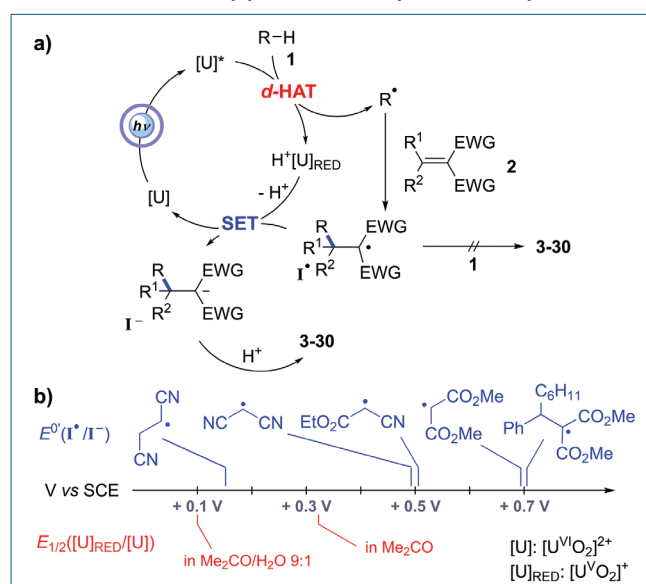 a)
R–H
1
[U]*
d-HAT
R•
hν
H⁺[U]RED
R¹
EWG
2
R²
EWG
- H⁺
[U]
SET
R
EWG
R¹
•
R²
I•
EWG
1
3-30
R
EWG
R¹
–
R²
EWG
I⁻
H⁺
3-30
b)
E⁰'(I•/I⁻)
CN
•
CN
NC
•
CN
EtO₂C
•
CN
•
CO₂Me
CO₂Me
C₆H₁₁
Ph
•
CO₂Me
CO₂Me
V vs SCE
+ 0.1 V
+ 0.3 V
+ 0.5 V
+ 0.7 V
E1/2([U]RED/[U])
in Me₂CO/H₂O 9:1
in Me₂CO
[U]: [UVIO₂]²⁺
[U]RED: [UVO₂]⁺